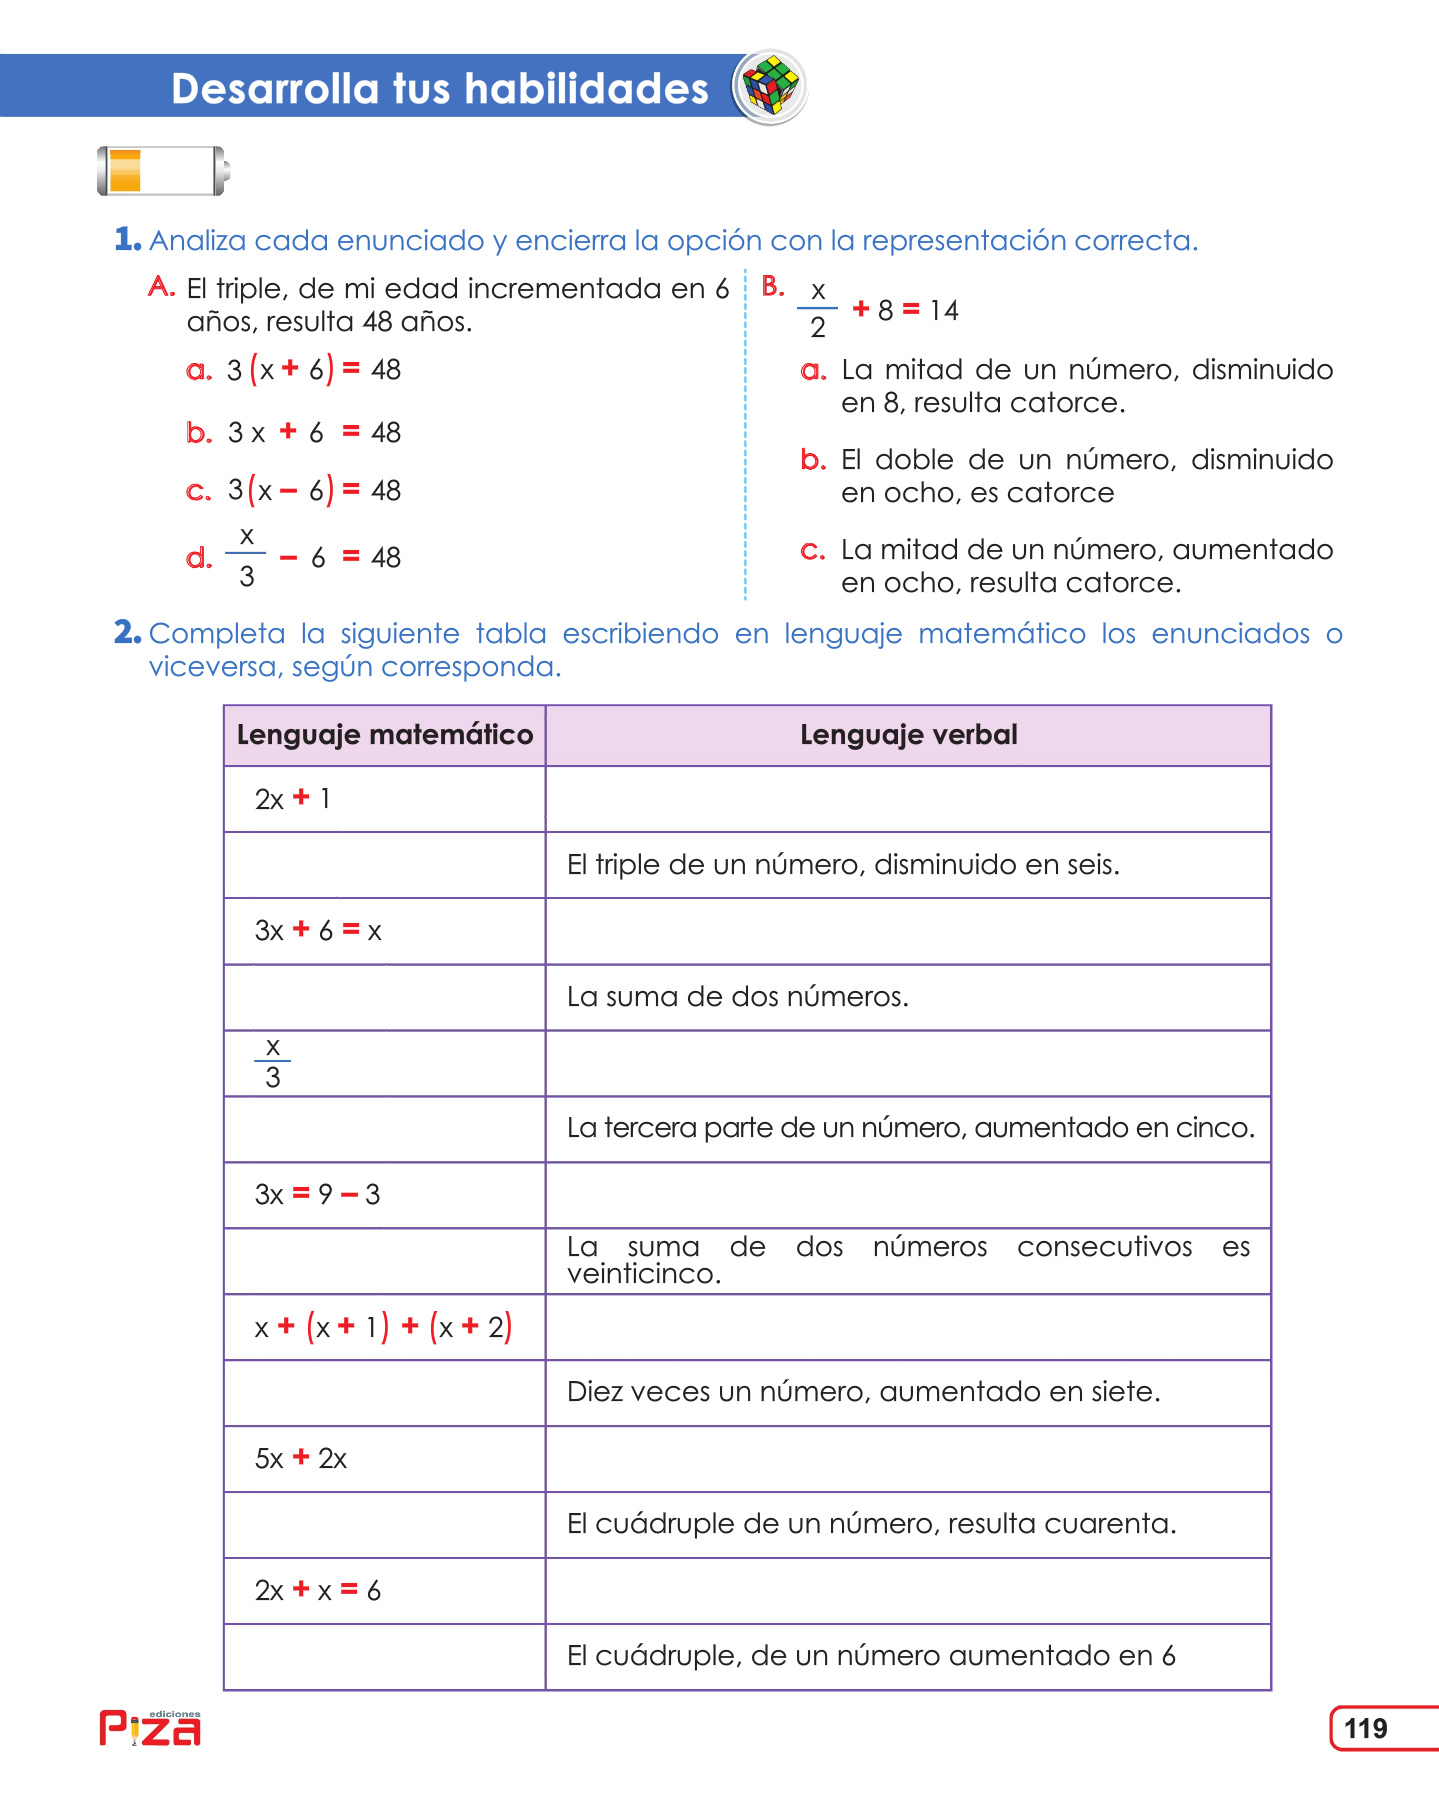 Desarrolla tus habilidades
1. Analiza cada enunciado y encierra la opción con la representación correcta.
A. El triple, de mi edad incrementada en 6
años, resulta 48 años.
a. 3 (x + 6) = 48
b. 3 x + 6 = 48
c. 3 (x – 6) = 48
d. x/3 – 6 = 48
B. x/2 + 8 = 14
a. La mitad de un número, disminuido
en 8, resulta catorce.
b. El doble de un número, disminuido
en ocho, es catorce
c. La mitad de un número, aumentado
en ocho, resulta catorce.
2. Completa la siguiente tabla escribiendo en lenguaje matemático los enunciados o
viceversa, según corresponda.
Lenguaje matemático Lenguaje verbal
2x + 1
El triple de un número, disminuido en seis.
3x + 6 = x
La suma de dos números.
x/3
La tercera parte de un número, aumentado en cinco.
3x = 9 – 3
La suma de dos números consecutivos es
veinticinco.
x + (x + 1) + (x + 2)
Diez veces un número, aumentado en siete.
5x + 2x
El cuádruple de un número, resulta cuarenta.
2x + x = 6
El cuádruple, de un número aumentado en 6
ediciones
Piza
119